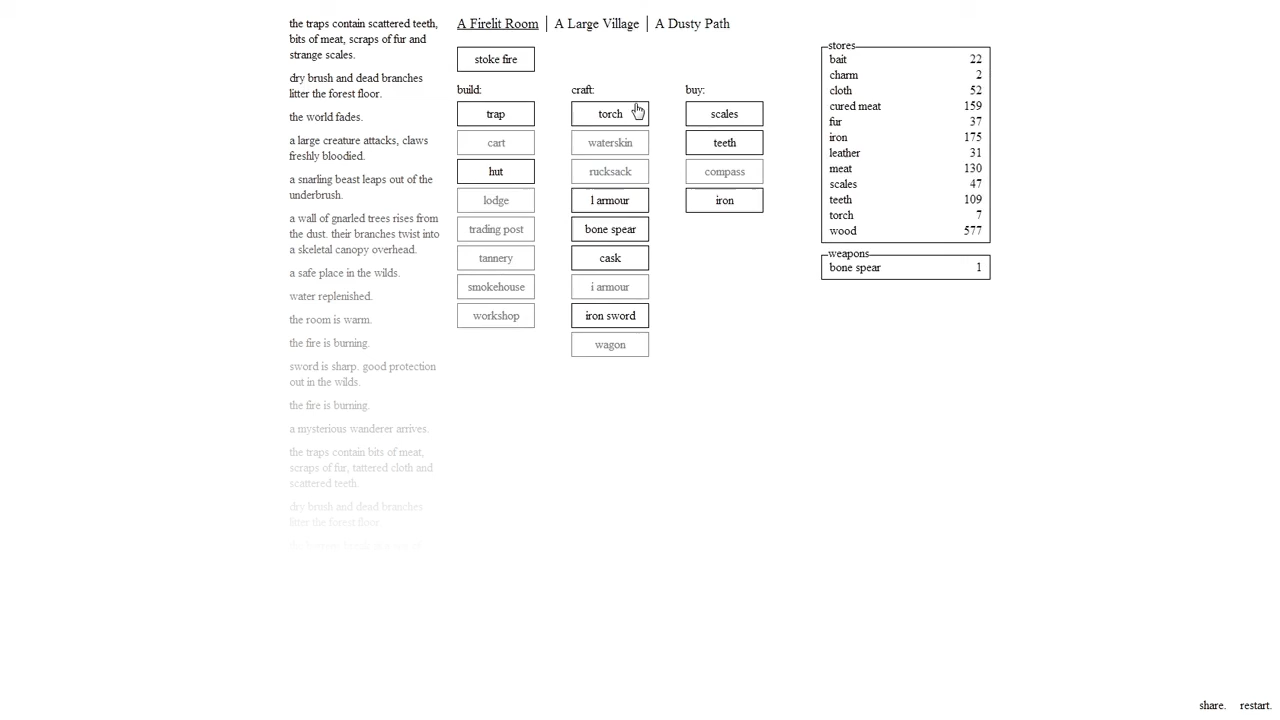 the traps contain scattered teeth,
bits of meat, scraps of fur and
strange scales.
dry brush and dead branches
litter the forest floor.
the world fades.
a large creature attacks, claws
freshly bloodied.
a snarling beast leaps out of the
underbrush.
a wall of gnarled trees rises from
the dust. their branches twist into
a skeletal canopy overhead.
a safe place in the wilds.
water replenished.
the room is warm.
the fire is burning.
sword is sharp. good protection
out in the wilds.
the fire is burning.
a mysterious wanderer arrives.
the traps contain bits of meat,
scraps of fur, tattered cloth and
scattered teeth.
dry brush and dead branches
litter the forest floor.
A Firelit Room | A Large Village | A Dusty Path
stoke fire
build:
trap
cart
hut
lodge
trading post
tannery
smokehouse
workshop
craft:
torch
waterskin
rucksack
l armour
bone spear
cask
i armour
iron sword
wagon
buy:
scales
teeth
compass
iron
stores
bait 22
charm 2
cloth 52
cured meat 159
fur 37
iron 175
leather 31
meat 130
scales 47
teeth 109
torch 7
wood 577
weapons
bone spear 1
share. restart.